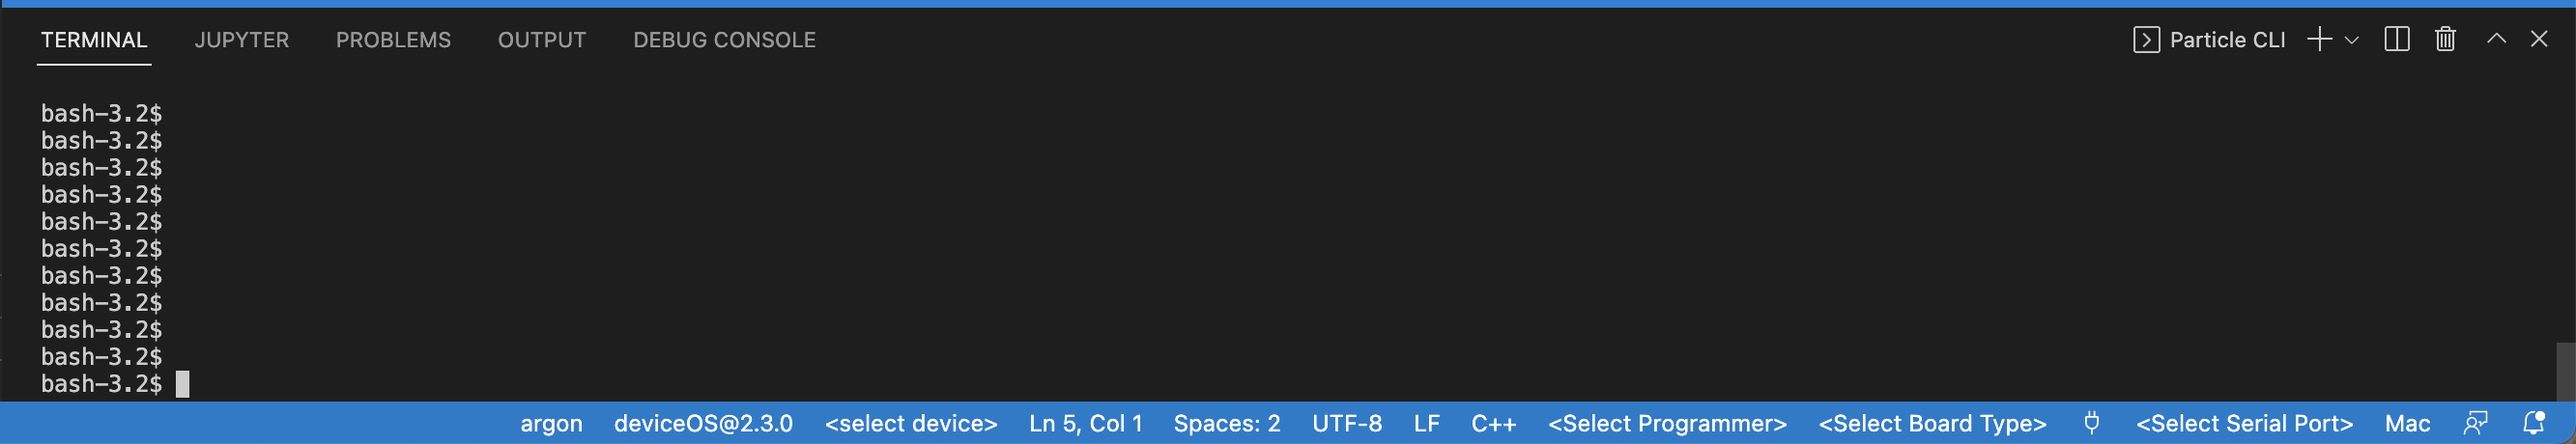 TERMINAL JUPYTER PROBLEMS OUTPUT DEBUG CONSOLE Particle CLI
bash-3.2$
bash-3.2$
bash-3.2$
bash-3.2$
bash-3.2$
bash-3.2$
bash-3.2$
bash-3.2$
bash-3.2$
bash-3.2$
bash-3.2$
argon deviceOS@2.3.0 <select device> Ln 5, Col 1 Spaces: 2 UTF-8 LF C++ <Select Programmer> <Select Board Type> <Select Serial Port> Mac